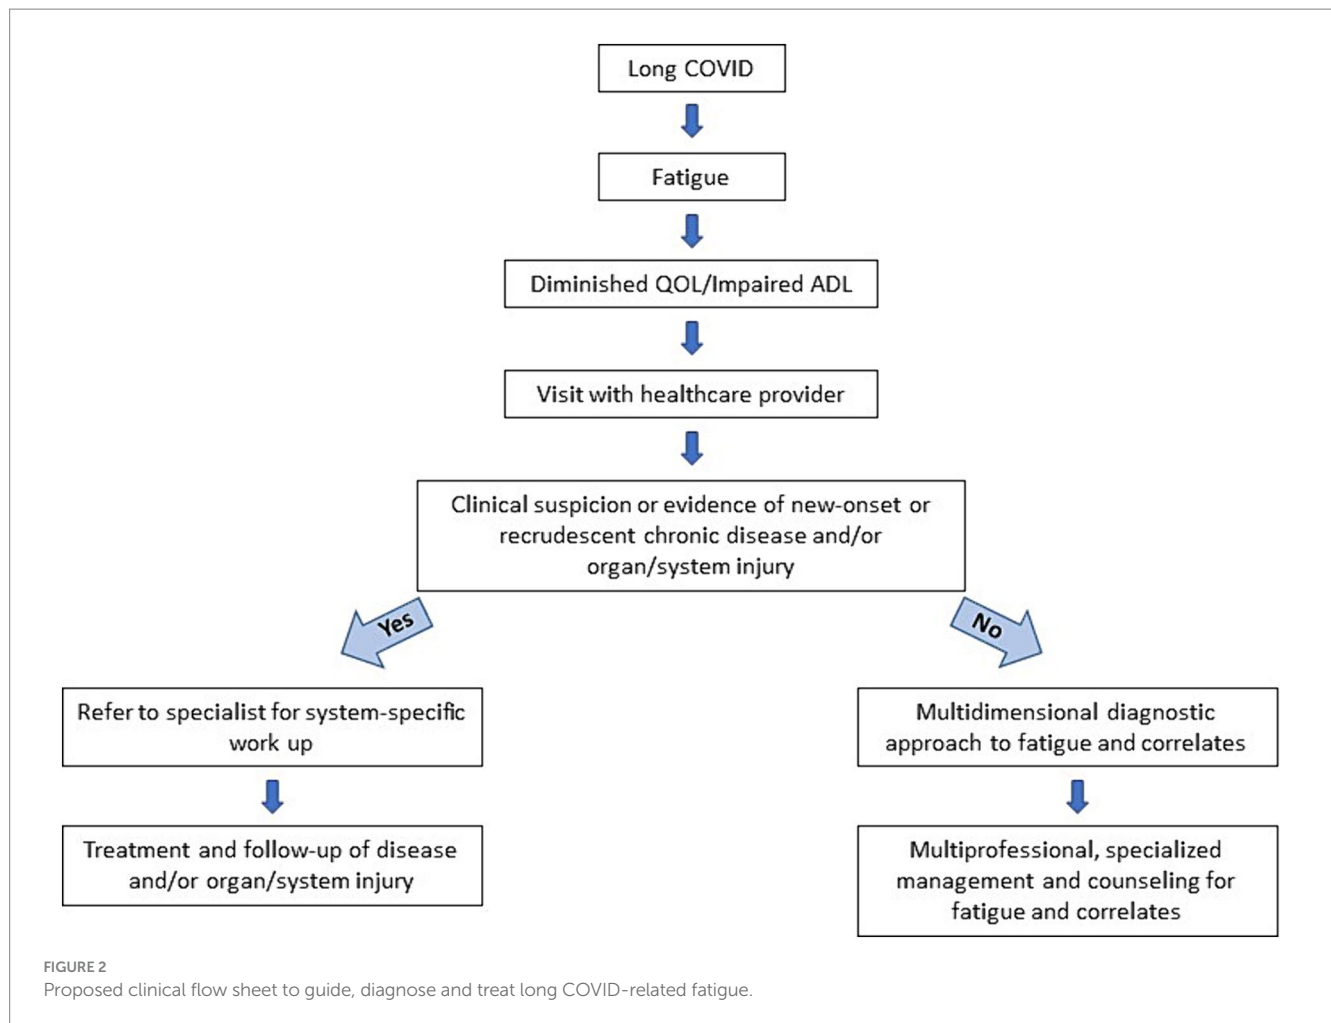 Long COVID
Fatigue
Diminished QOL/Impaired ADL
Visit with healthcare provider
Clinical suspicion or evidence of new-onset or
recrudescent chronic disease and/or
organ/system injury
Yes
No
Refer to specialist for system-specific
work up
Multidimensional diagnostic
approach to fatigue and correlates
Treatment and follow-up of disease
and/or organ/system injury
Multiprofessional, specialized
management and counseling for
fatigue and correlates
FIGURE 2
Proposed clinical flow sheet to guide, diagnose and treat long COVID-related fatigue.